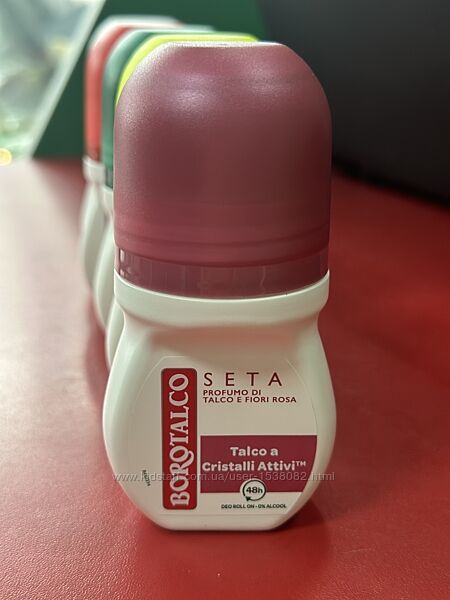 SETA
PROFUMO DI
TALCO E FIORI ROSA
BOROTALCO
Talco a
Cristalli Attivi™
48h
DEO ROLL ON - 0% ALCOOL